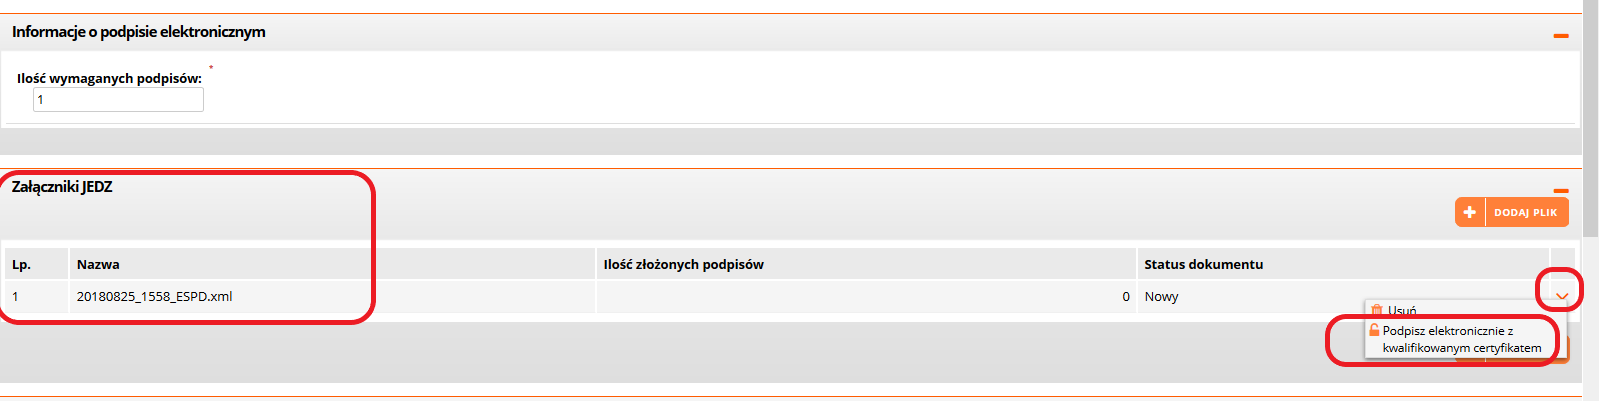 Informacje o podpisie elektronicznym
Ilość wymaganych podpisów: *
1
Załączniki JEDZ
DODAJ PLIK
Lp. Nazwa Ilość złożonych podpisów Status dokumentu
1 20180825_1558_ESPD.xml 0 Nowy
Usuń
Podpisz elektronicznie z
kwalifikowanym certyfikatem